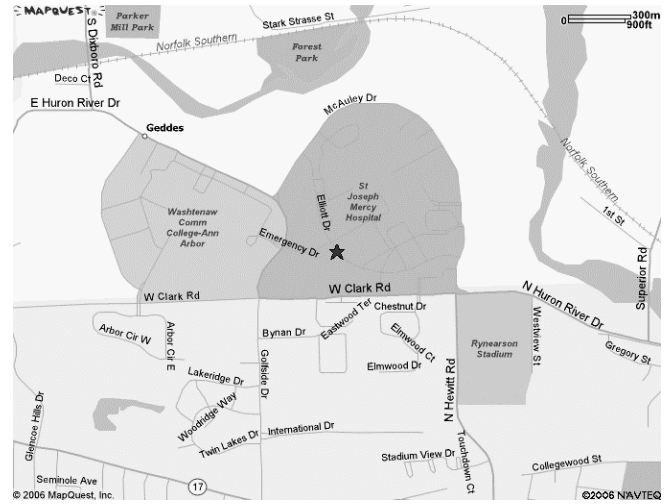 MAPQUEST
Parker
Mill Park
Stark Strasse St
300m
0
900ft
S Dixboro Rd
Norfolk Southern
Forest
Park
Deco Ct
E Huron River Dr
McAuley Dr
Geddes
Norfolk Southern
St
Joseph
Mercy
Hospital
Elliott Dr
Washtenaw
Comm
College-Ann
Arbor
1st St
Emergency Dr
Superior Rd
W Clark Rd
W Clark Rd
N Huron River Dr
Chestnut Dr
Eastwood Ter
Arbor Cir W
Arbor Cir E
Bynan Dr
Elmwood Ct
Westview St
Rynearson
Stadium
Gregory St
Golfside Dr
Elmwood Dr
Lakeridge Dr
N Hewitt Rd
Woodridge Way
Glencoe Hills Dr
International Dr
Twin Lakes Dr
Stadium View Dr
Touchdown Ct
Collegewood St
Seminole Ave
17
© 2006 MapQuest, Inc.
©2006 NAVTEQ